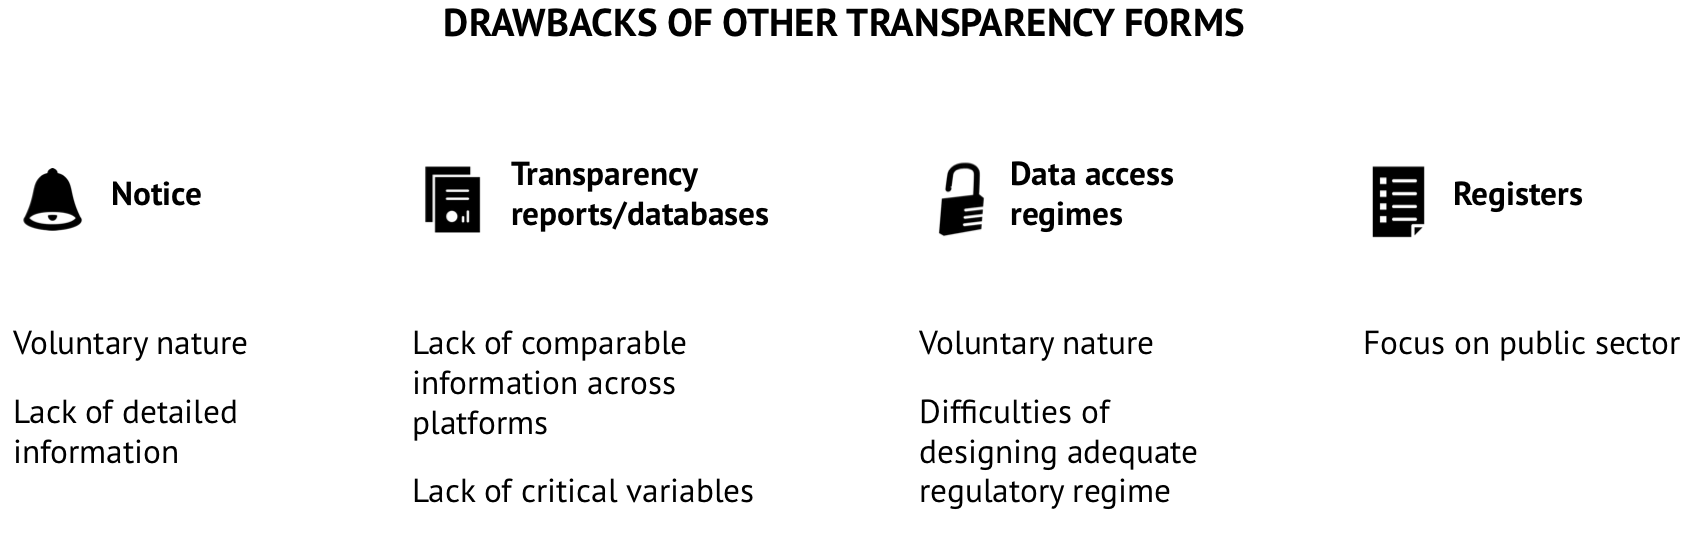 DRAWBACKS OF OTHER TRANSPARENCY FORMS
Notice
Voluntary nature
Lack of detailed
information
Transparency
reports/databases
Lack of comparable
information across
platforms
Lack of critical variables
Data access
regimes
Voluntary nature
Difficulties of
designing adequate
regulatory regime
Registers
Focus on public sector